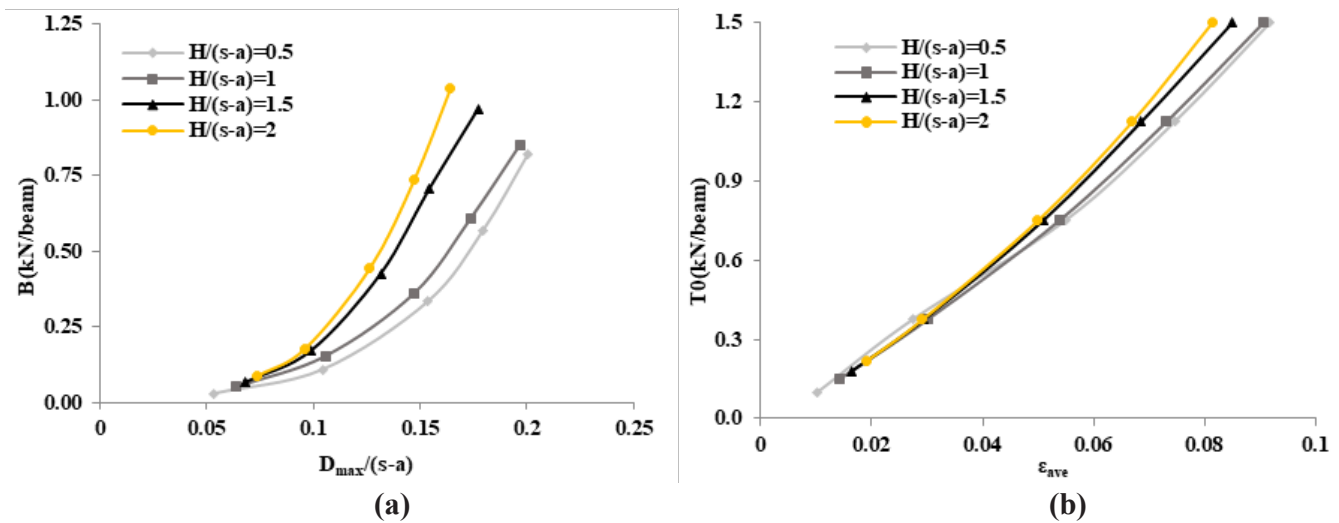 1.25
1.00
0.75
0.50
0.25
0.00
B(kN/beam)
H/(s-a)=0.5
H/(s-a)=1
H/(s-a)=1.5
H/(s-a)=2
0 0.05 0.1 0.15 0.2 0.25
Dmax/(s-a)
(a)
1.5
1.2
0.9
0.6
0.3
0.0
T0(kN/beam)
H/(s-a)=0.5
H/(s-a)=1
H/(s-a)=1.5
H/(s-a)=2
0 0.02 0.04 0.06 0.08 0.1
εave
(b)